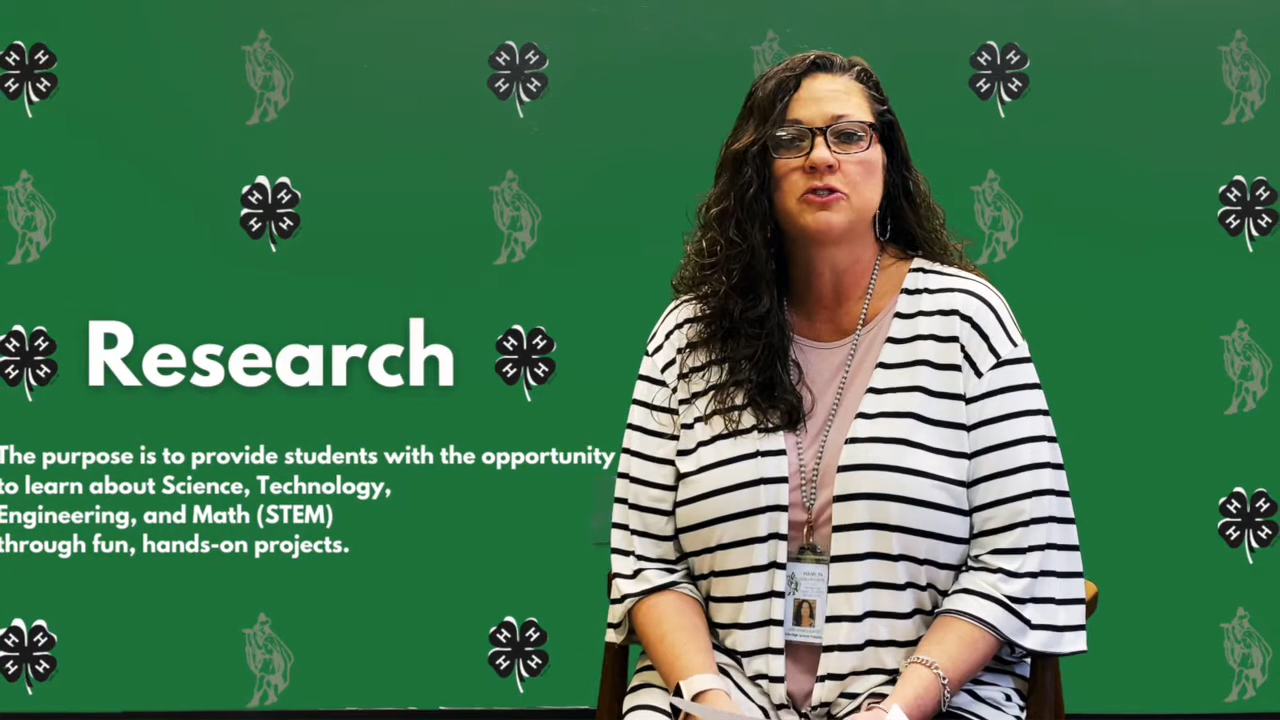 Research
The purpose is to provide students with the opportunity
to learn about Science, Technology,
Engineering, and Math (STEM)
through fun, hands-on projects.